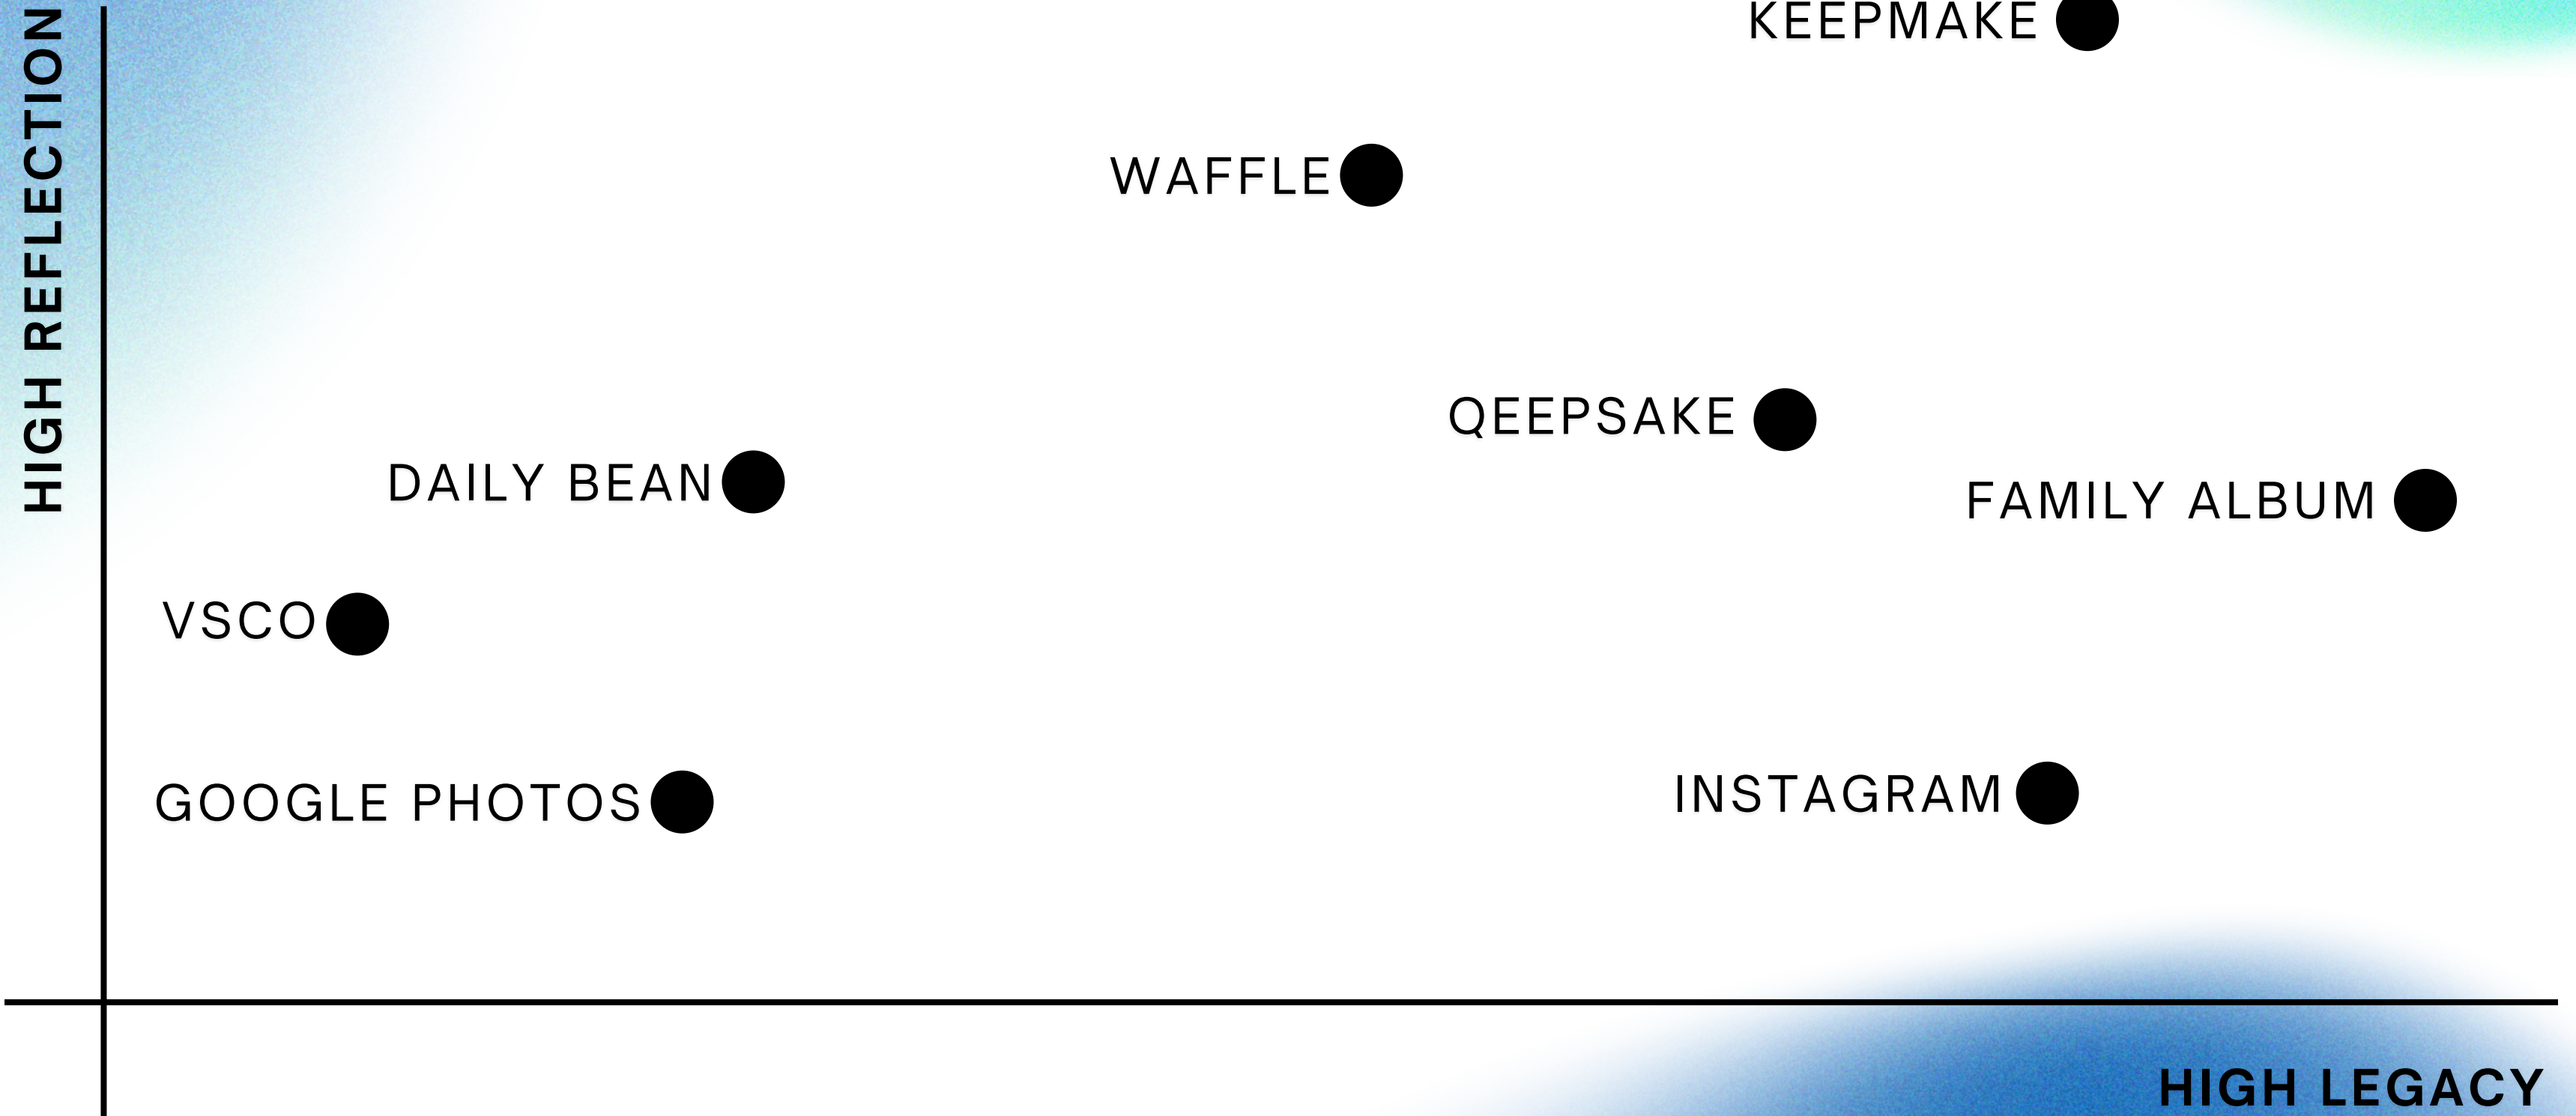 HIGH REFLECTION
KEEPMAKE
WAFFLE
QEEPSAKE
DAILY BEAN
FAMILY ALBUM
VSCO
GOOGLE PHOTOS
INSTAGRAM
HIGH LEGACY